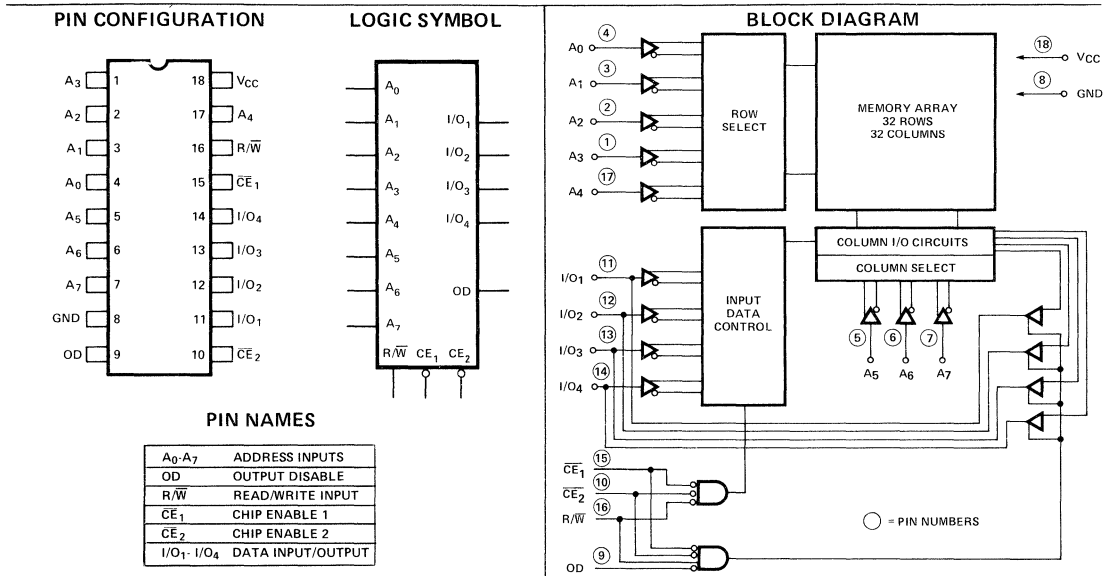 PIN CONFIGURATION
A3 1 18 VCC
A2 2 17 A4
A1 3 16 R/W̅
A0 4 15 C̅E̅1
A5 5 14 I/O4
A6 6 13 I/O3
A7 7 12 I/O2
GND 8 11 I/O1
OD 9 10 C̅E̅2
LOGIC SYMBOL
A0
A1 I/O1
A2 I/O2
A3 I/O3
A4 I/O4
A5
A6 OD
A7
R/W̅ CE1 CE2
PIN NAMES
A0-A7 ADDRESS INPUTS
OD OUTPUT DISABLE
R/W̅ READ/WRITE INPUT
C̅E̅1 CHIP ENABLE 1
C̅E̅2 CHIP ENABLE 2
I/O1- I/O4 DATA INPUT/OUTPUT
BLOCK DIAGRAM
A0 4
A1 3
A2 2
A3 1
A4 17
ROW
SELECT
MEMORY ARRAY
32 ROWS
32 COLUMNS
18 VCC
8 GND
COLUMN I/O CIRCUITS
COLUMN SELECT
I/O1 11
I/O2 12
I/O3 13
I/O4 14
INPUT
DATA
CONTROL
5 6 7
A5 A6 A7
C̅E̅1 15
C̅E̅2 10
R/W̅ 16
OD 9
= PIN NUMBERS